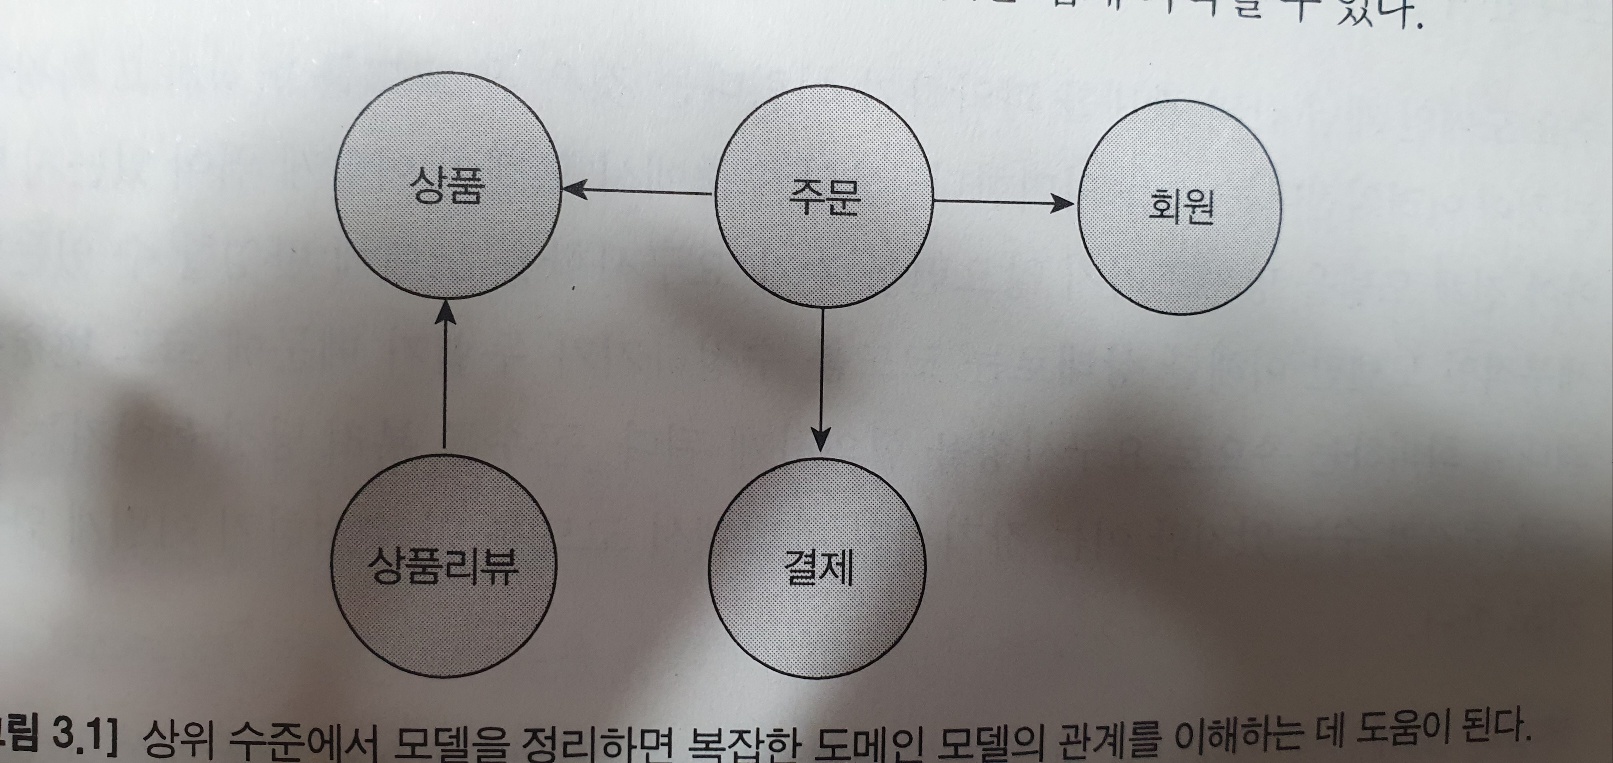 수 있다.
상품
주문
회원
상품리뷰
결제
림 3.1] 상위 수준에서 모델을 정리하면 복잡한 도메인 모델의 관계를 이해하는 데 도움이 된다.